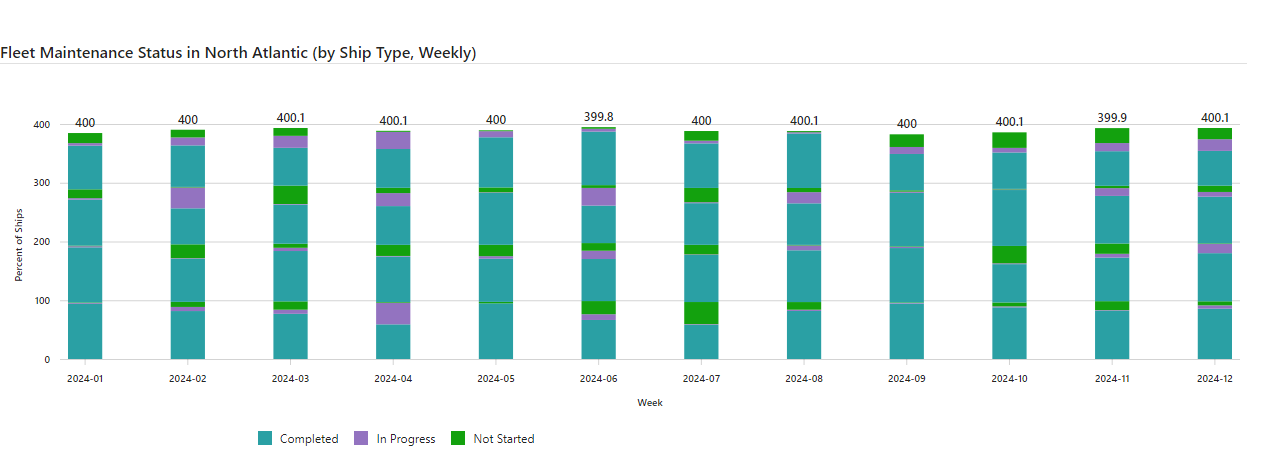 Fleet Maintenance Status in North Atlantic (by Ship Type, Weekly)
400 400 400.1 400.1 400 399.8 400 400.1 400 400.1 399.9 400.1
400
300
200
100
0
Percent of Ships
2024-01 2024-02 2024-03 2024-04 2024-05 2024-06 2024-07 2024-08 2024-09 2024-10 2024-11 2024-12
Week
Completed In Progress Not Started